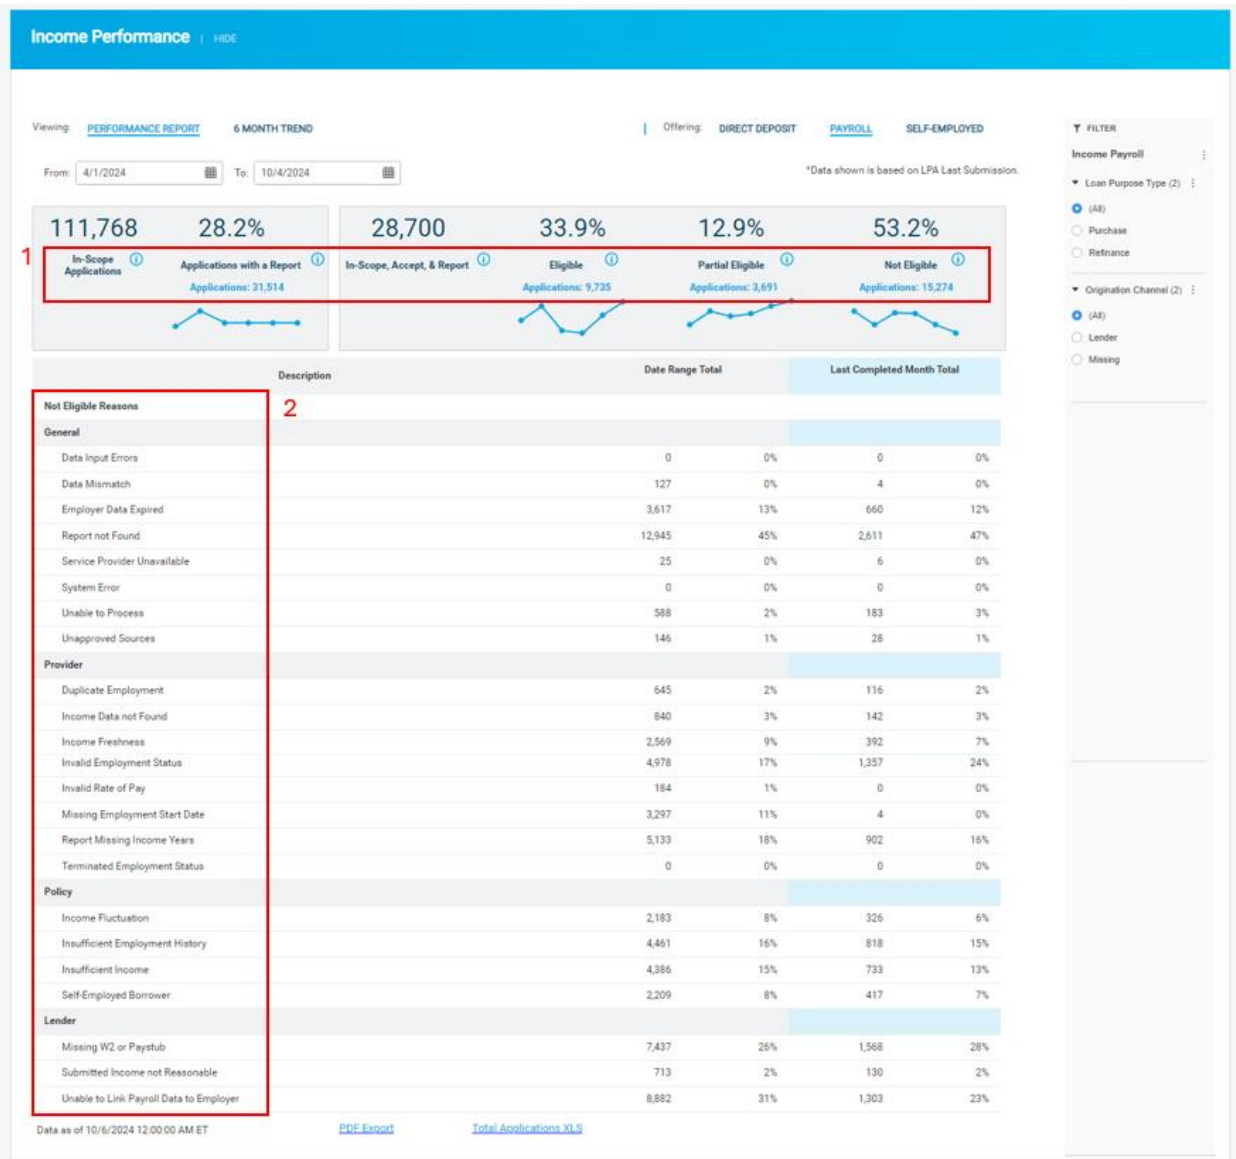 Income Performance | HIDE
Viewing: PERFORMANCE REPORT 6 MONTH TREND | Offering: DIRECT DEPOSIT PAYROLL SELF-EMPLOYED
From: 4/1/2024 To: 10/4/2024
*Data shown is based on LPA Last Submission.
111,768 28.2% 28,700 33.9% 12.9% 53.2%
1
In-Scope Applications Applications with a Report In-Scope, Accept, & Report Eligible Partial Eligible Not Eligible
Applications: 31,514 Applications: 9,735 Applications: 3,691 Applications: 15,274
Description Date Range Total Last Completed Month Total
2
Not Eligible Reasons
General
Data Input Errors 0 0% 0 0%
Data Mismatch 127 0% 4 0%
Employer Data Expired 3,617 13% 660 12%
Report not Found 12,945 45% 2,611 47%
Service Provider Unavailable 25 0% 6 0%
System Error 0 0% 0 0%
Unable to Process 588 2% 183 3%
Unapproved Sources 146 1% 28 1%
Provider
Duplicate Employment 645 2% 116 2%
Income Data not Found 840 3% 142 3%
Income Freshness 2,569 9% 392 7%
Invalid Employment Status 4,978 17% 1,357 24%
Invalid Rate of Pay 184 1% 0 0%
Missing Employment Start Date 3,297 11% 4 0%
Report Missing Income Years 5,133 18% 902 16%
Terminated Employment Status 0 0% 0 0%
Policy
Income Fluctuation 2,183 8% 326 6%
Insufficient Employment History 4,461 16% 818 15%
Insufficient Income 4,386 15% 733 13%
Self-Employed Borrower 2,209 8% 417 7%
Lender
Missing W2 or Paystub 7,437 26% 1,568 28%
Submitted Income not Reasonable 713 2% 130 2%
Unable to Link Payroll Data to Employer 8,882 31% 1,303 23%
Data as of 10/6/2024 12:00:00 AM ET PDF Export Total Applications XLS
FILTER
Income Payroll
Loan Purpose Type (2)
(All)
Purchase
Refinance
Origination Channel (2)
(All)
Lender
Missing